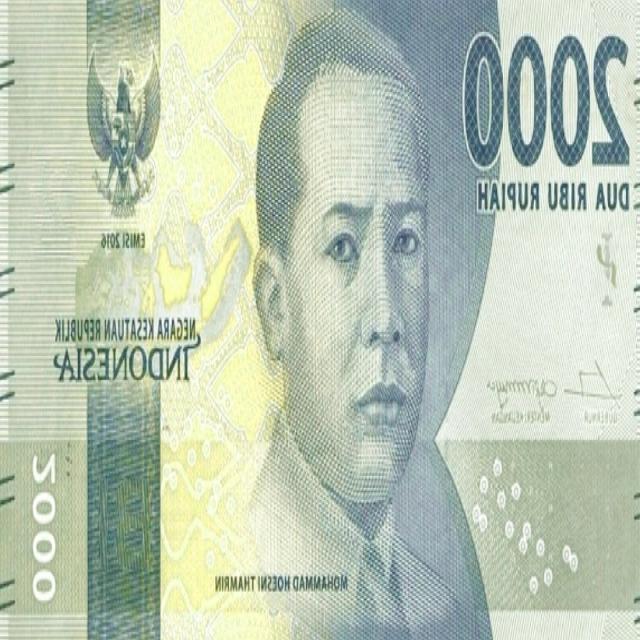 2000
DUA RIBU RUPIAH
EMISI 2016
NEGARA KESATUAN REPUBLIK
INDONESIA
2000
MOHAMMAD HOESNI THAMRIN